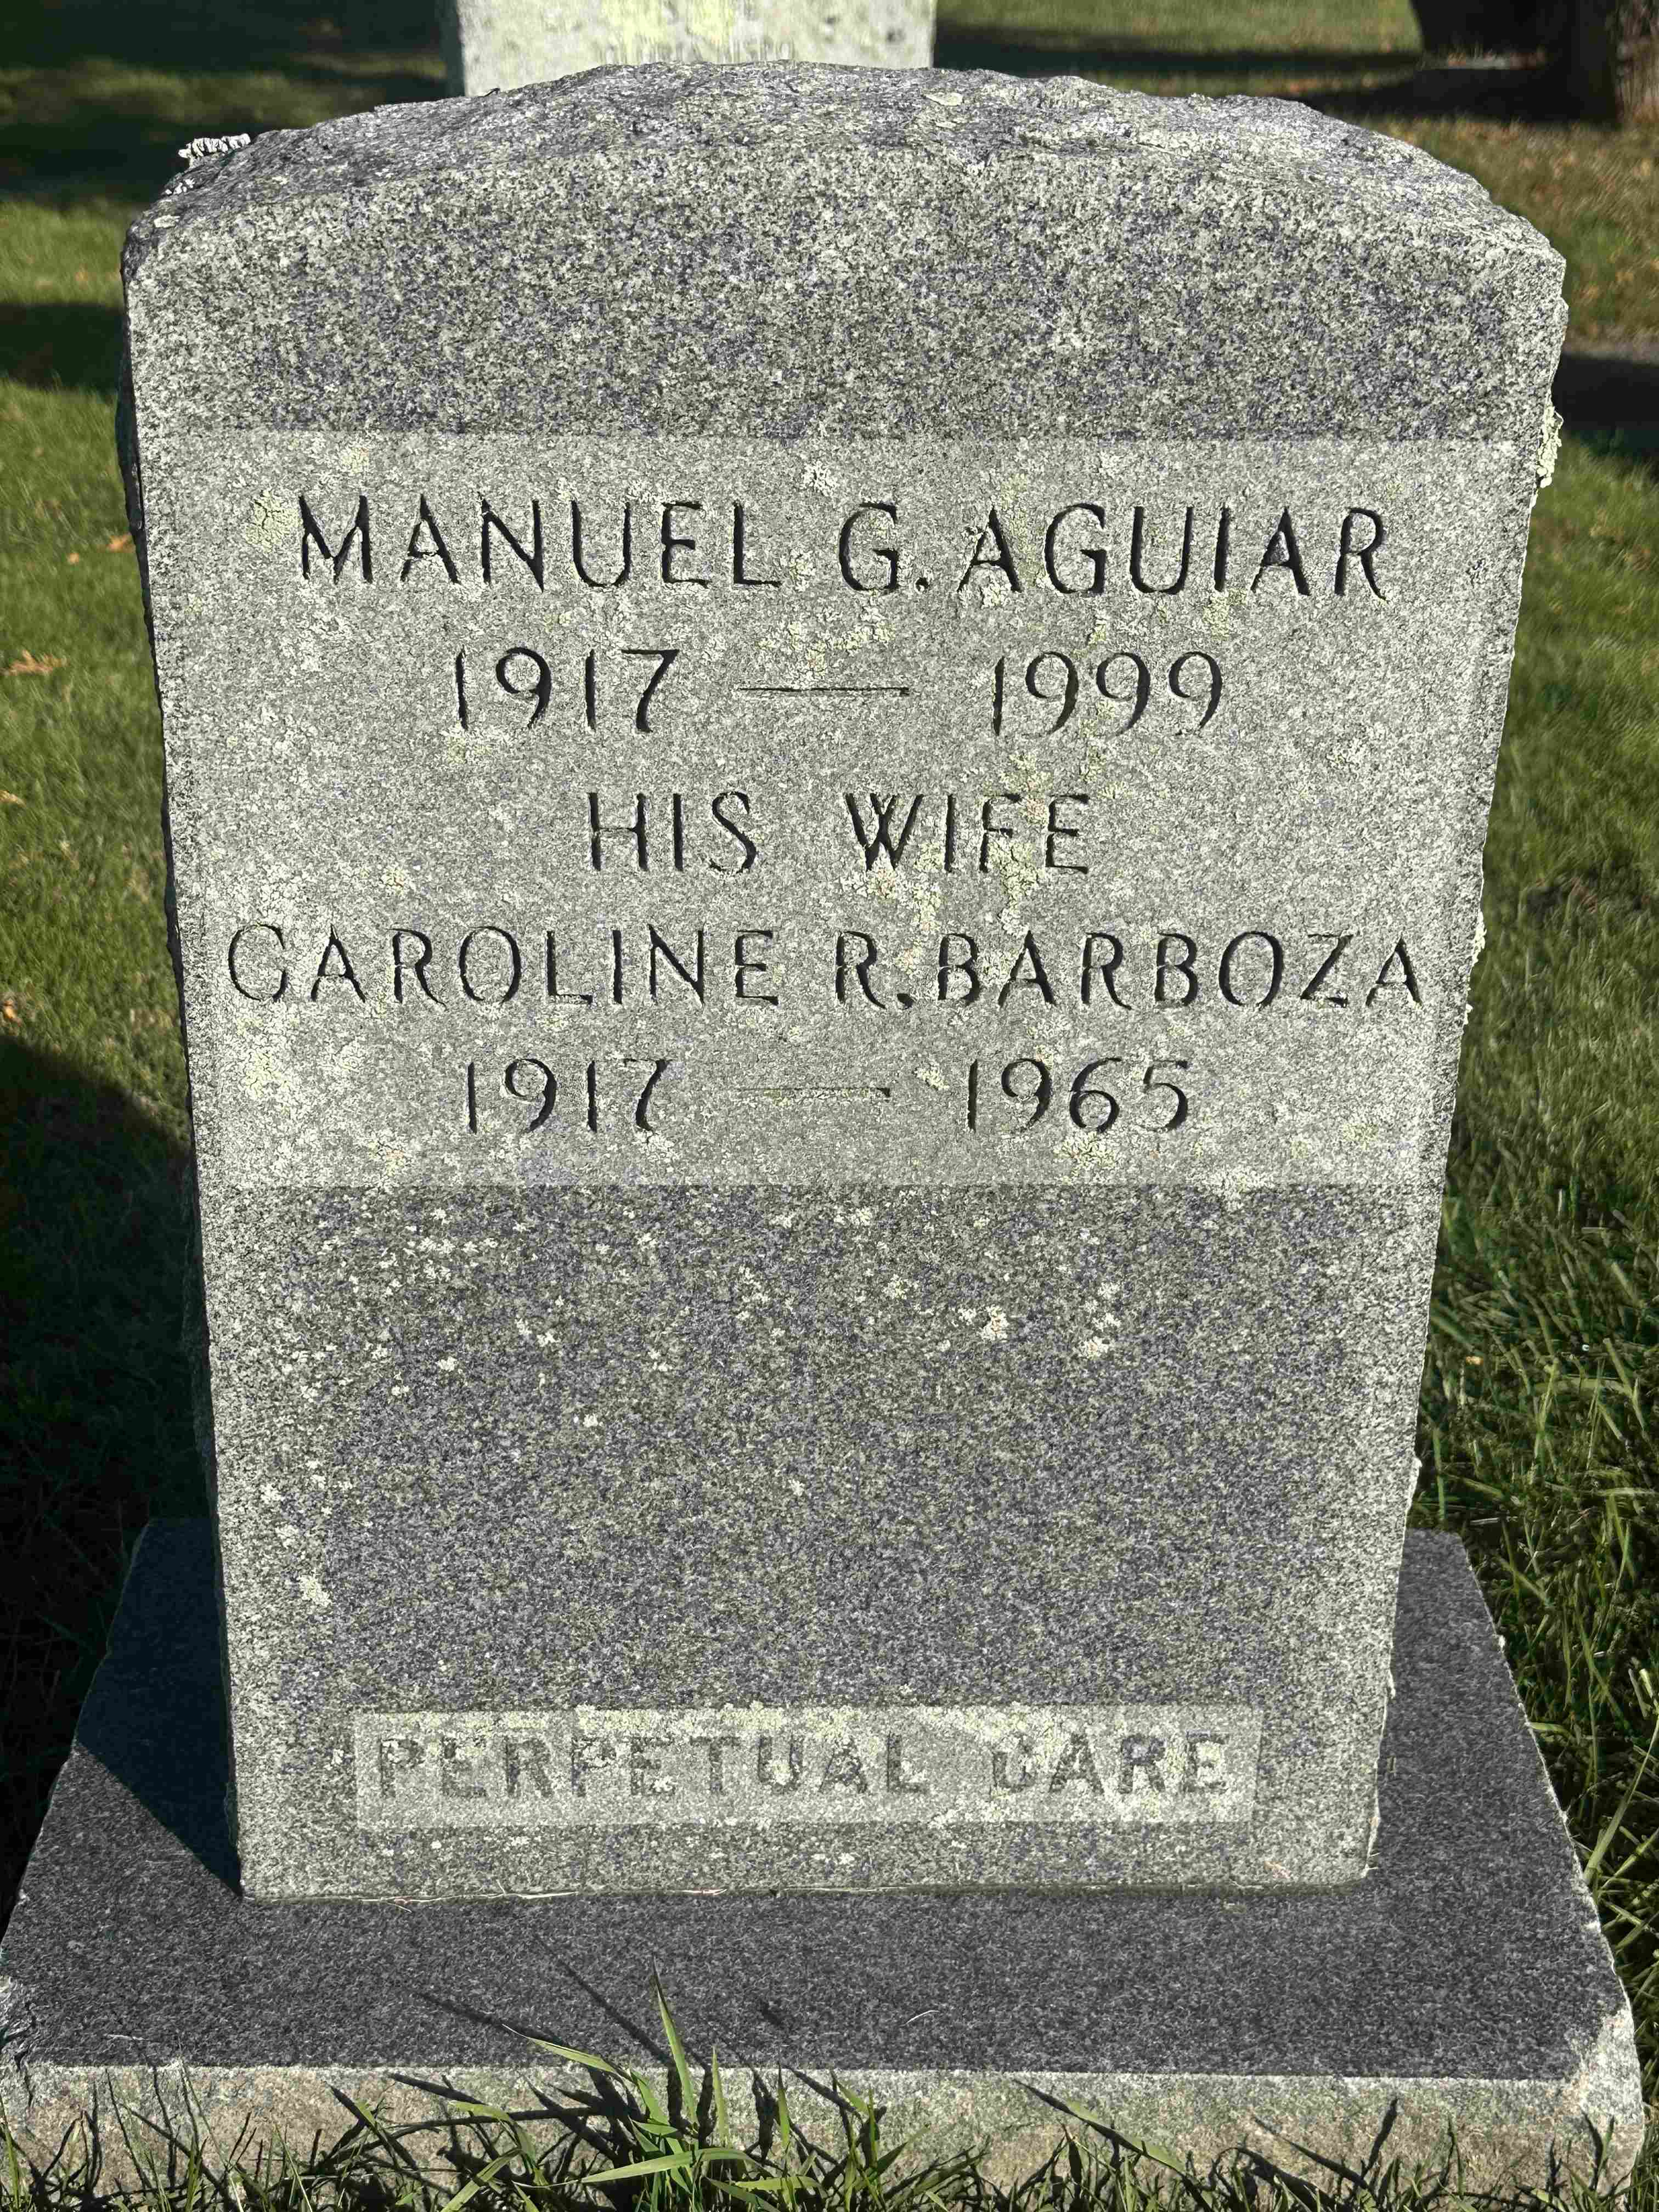 MANUEL G. AGUIAR
1917 — 1999
HIS WIFE
CAROLINE R. BARBOZA
1917 — 1965
PERPETUAL CARE